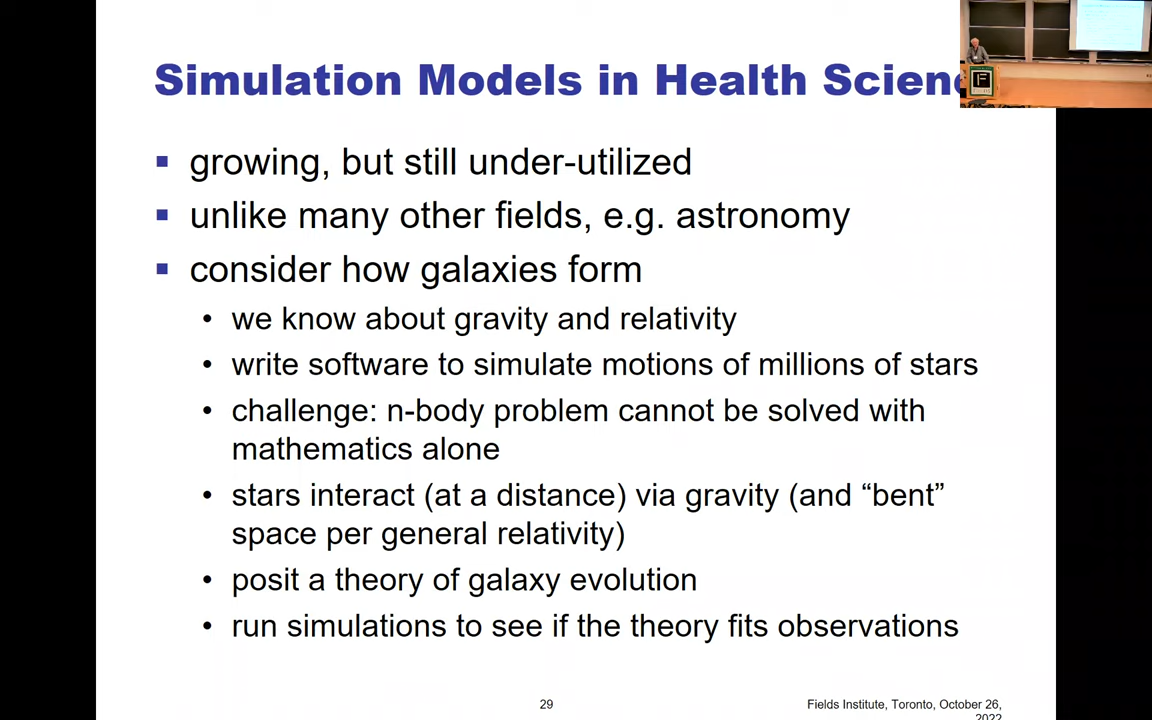 Simulation Models in Health Scien
growing, but still under-utilized
unlike many other fields, e.g. astronomy
consider how galaxies form
we know about gravity and relativity
write software to simulate motions of millions of stars
challenge: n-body problem cannot be solved with
mathematics alone
stars interact (at a distance) via gravity (and “bent”
space per general relativity)
posit a theory of galaxy evolution
run simulations to see if the theory fits observations
29
Fields Institute, Toronto, October 26,
2022